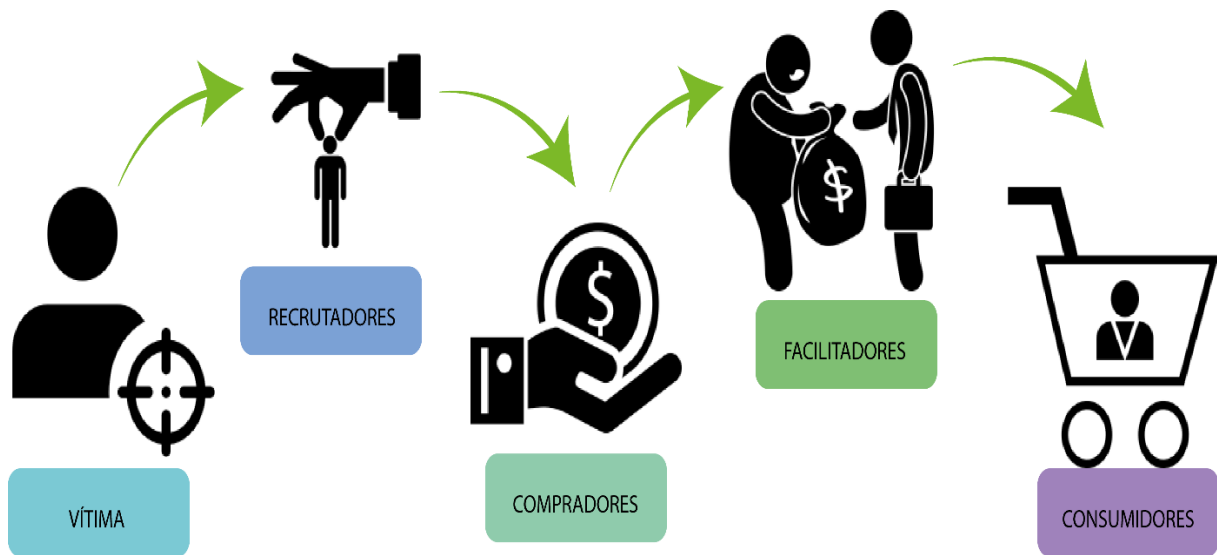 VÍTIMA
RECRUTADORES
COMPRADORES
FACILITADORES
CONSUMIDORES
$
$